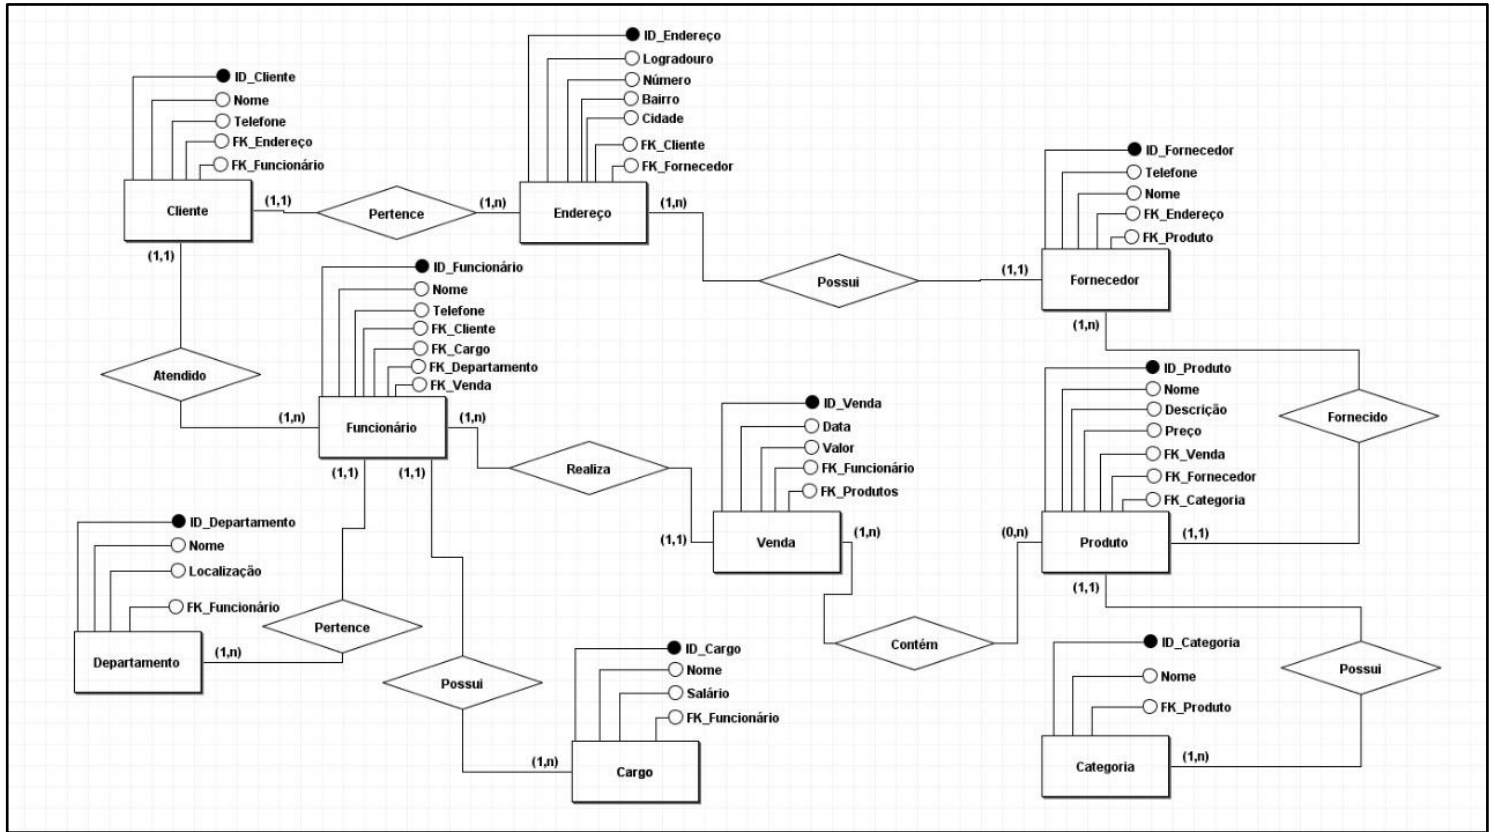 ID_Cliente
Nome
Telefone
FK_Endereço
FK_Funcionário
Cliente
(1,1)
(1,1)
Pertence
(1,n)
ID_Endereço
Logradouro
Número
Bairro
Cidade
FK_Cliente
FK_Fornecedor
Endereço
(1,n)
Possui
(1,1)
ID_Fornecedor
Telefone
Nome
FK_Endereço
FK_Produto
Fornecedor
(1,n)
Fornecido
Atendido
(1,n)
ID_Funcionário
Nome
Telefone
FK_Cliente
FK_Cargo
FK_Departamento
FK_Venda
Funcionário
(1,n)
(1,1)
(1,1)
Realiza
(1,1)
ID_Venda
Data
Valor
FK_Funcionário
FK_Produtos
Venda
(1,n)
Contém
(0,n)
ID_Produto
Nome
Descrição
Preço
FK_Venda
FK_Fornecedor
FK_Categoria
Produto
(1,1)
(1,1)
ID_Departamento
Nome
Localização
FK_Funcionário
Departamento
(1,n)
Pertence
Possui
(1,n)
ID_Cargo
Nome
Salário
FK_Funcionário
Cargo
ID_Categoria
Nome
FK_Produto
Categoria
(1,n)
Possui